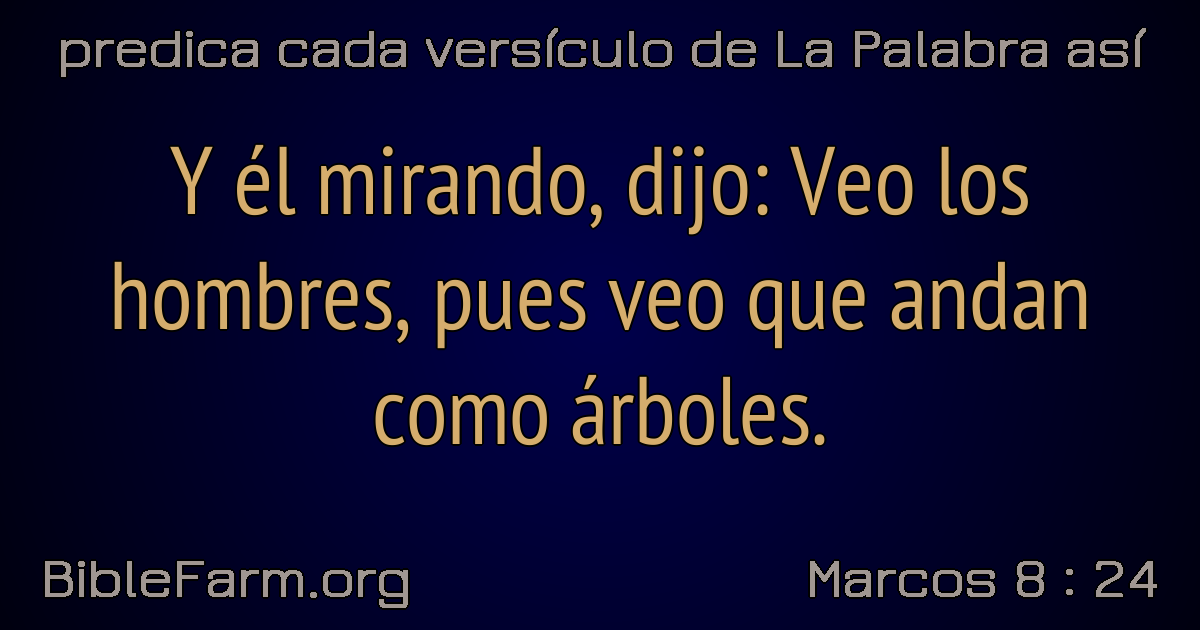 predica cada versículo de La Palabra así
Y él mirando, dijo: Veo los
hombres, pues veo que andan
como árboles.
BibleFarm.org
Marcos 8 : 24